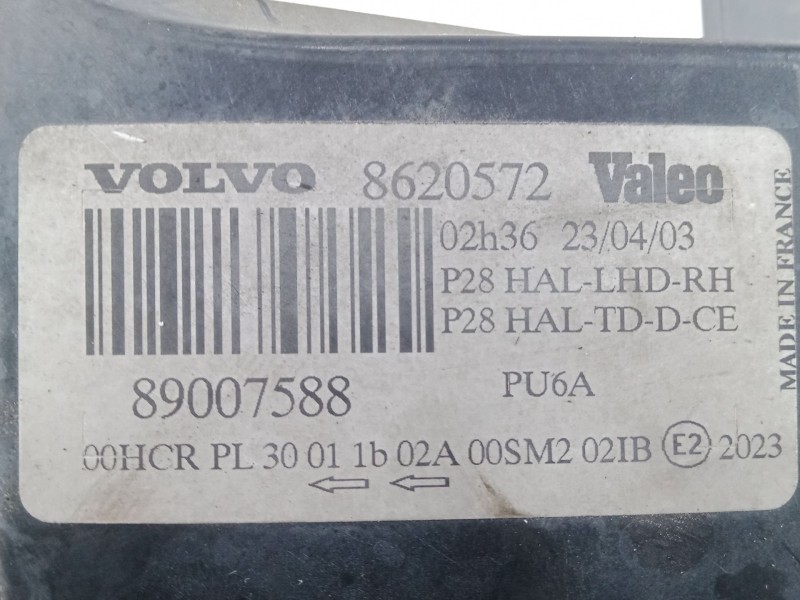 VOLVO 8620572 Valeo
02h36 23/04/03
P28 HAL-LHD-RH
P28 HAL-TD-D-CE
89007588 PU6A
00HCR PL 30 01 1b 02A 00SM2 02IB E2 2023
MADE IN FRANCE